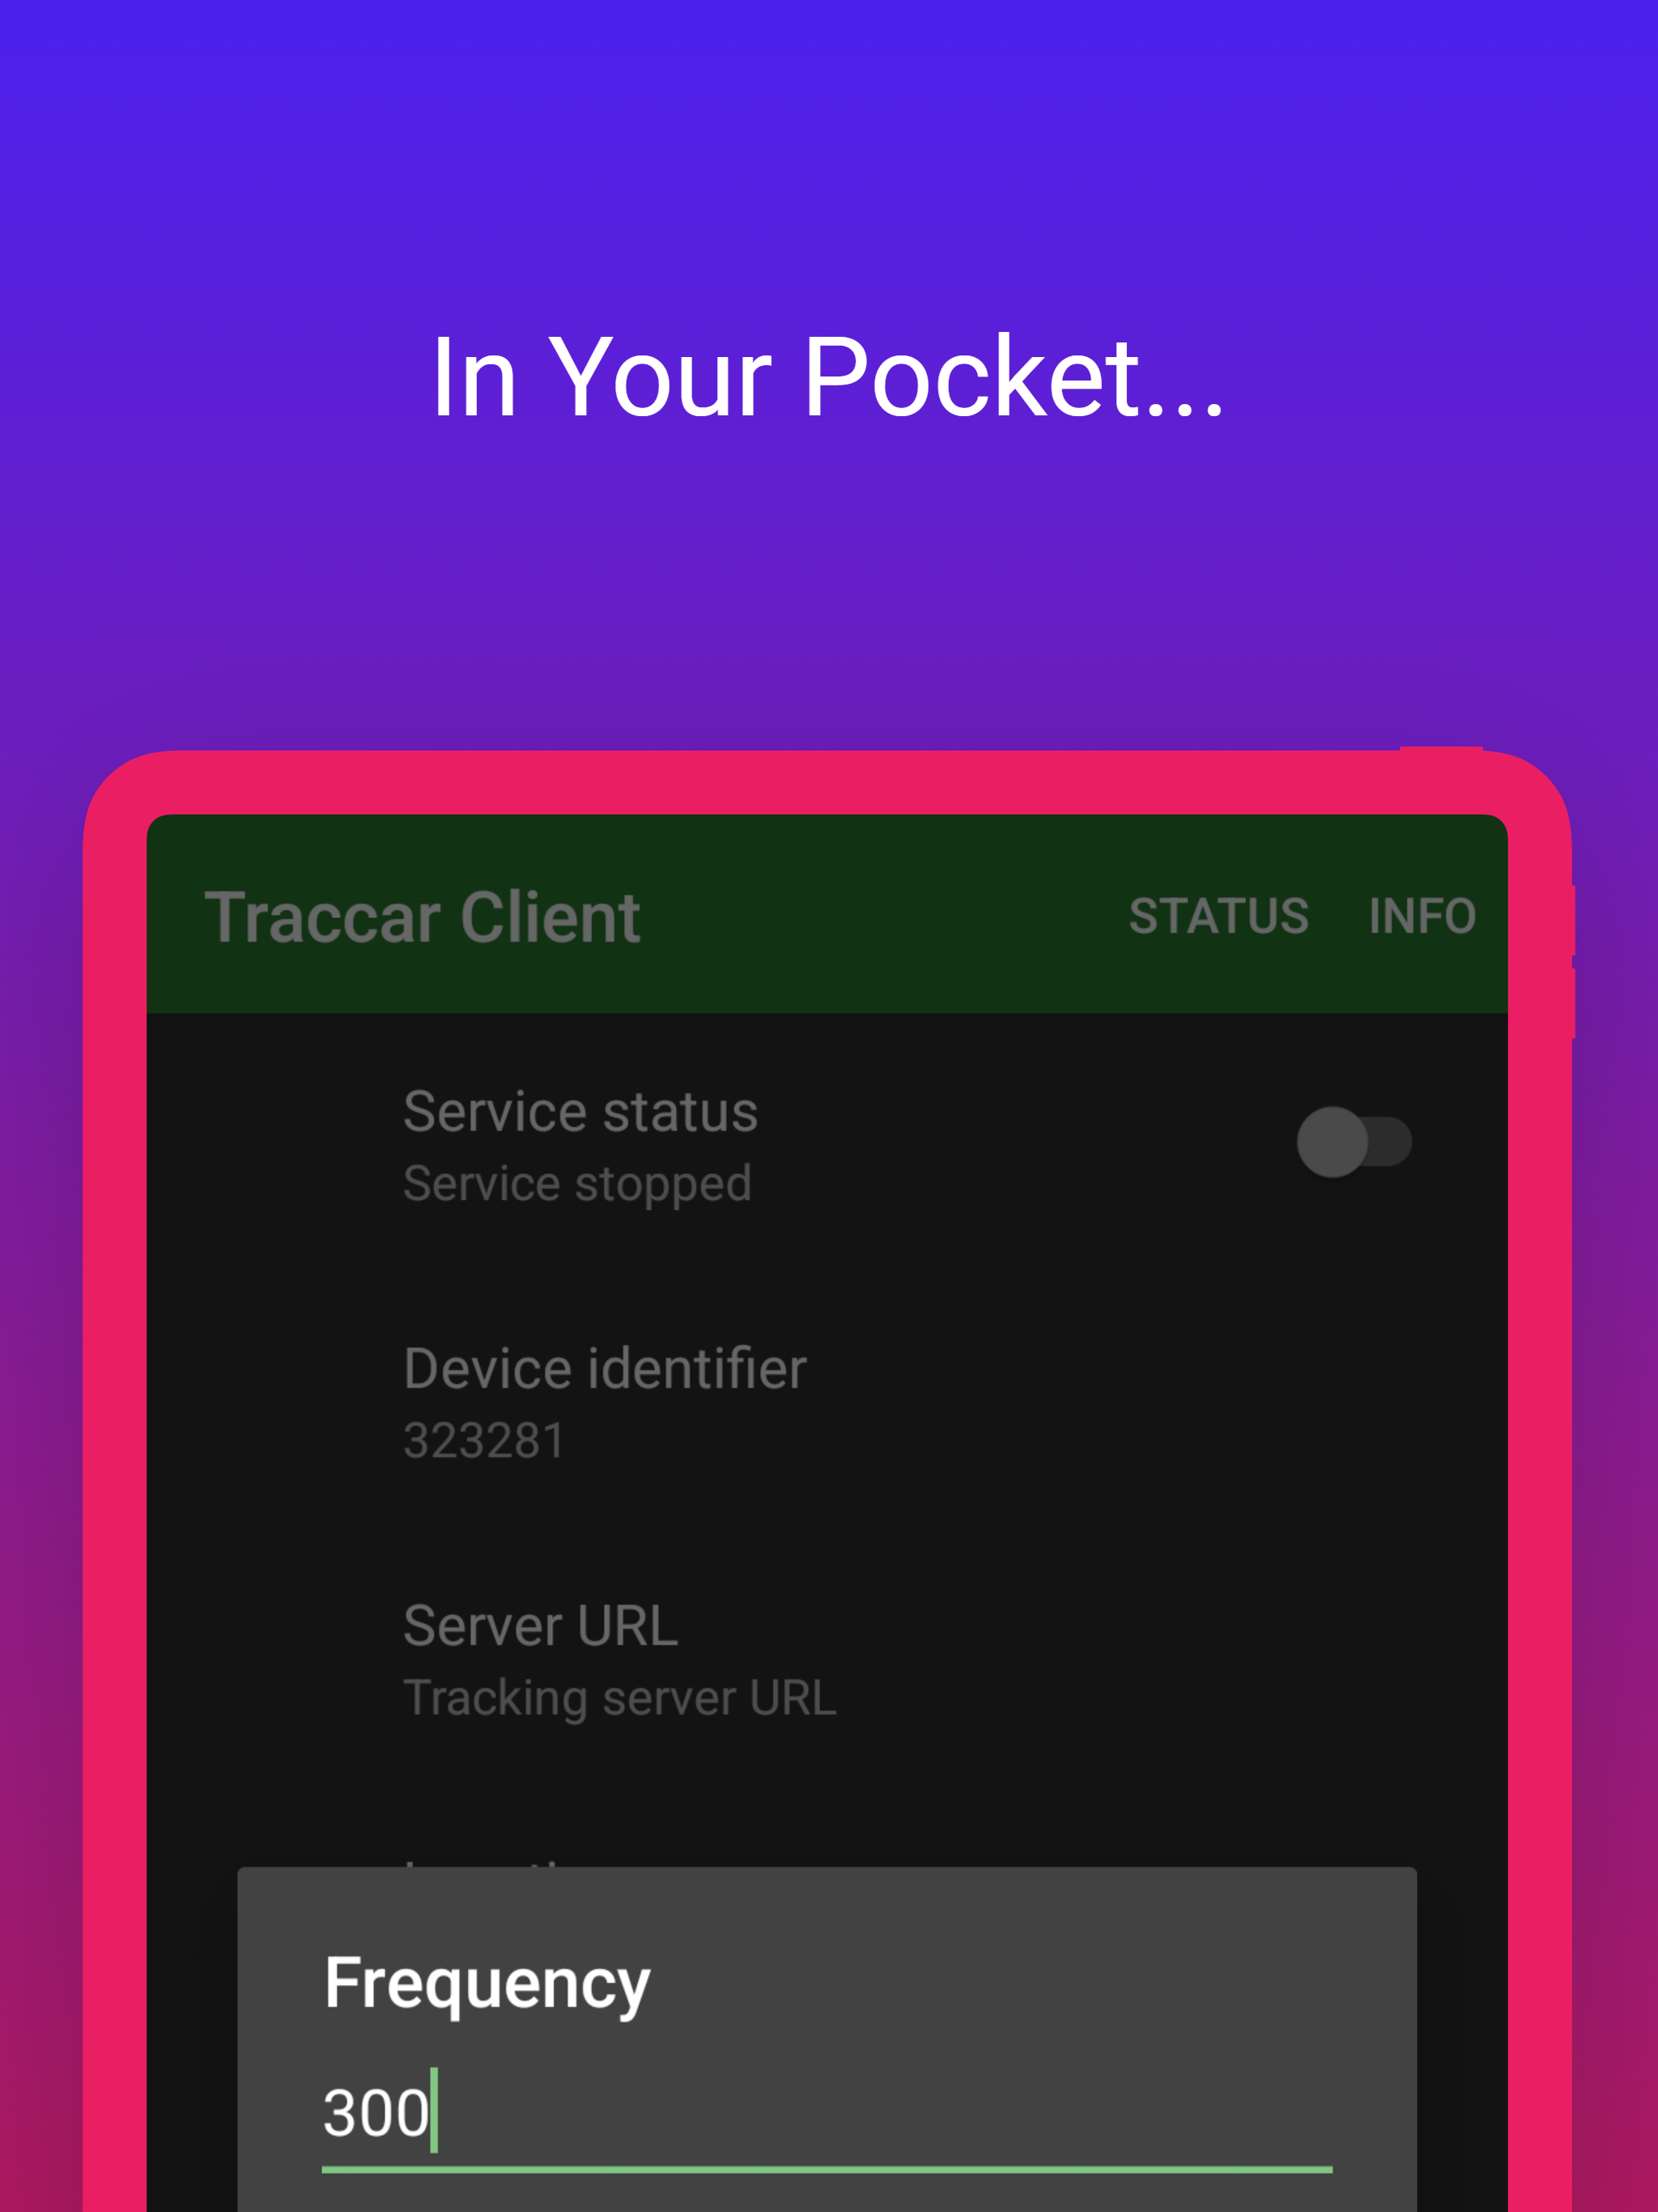 In Your Pocket...
Traccar Client
STATUS INFO
Service status
Service stopped
Device identifier
323281
Server URL
Tracking server URL
Frequency
300